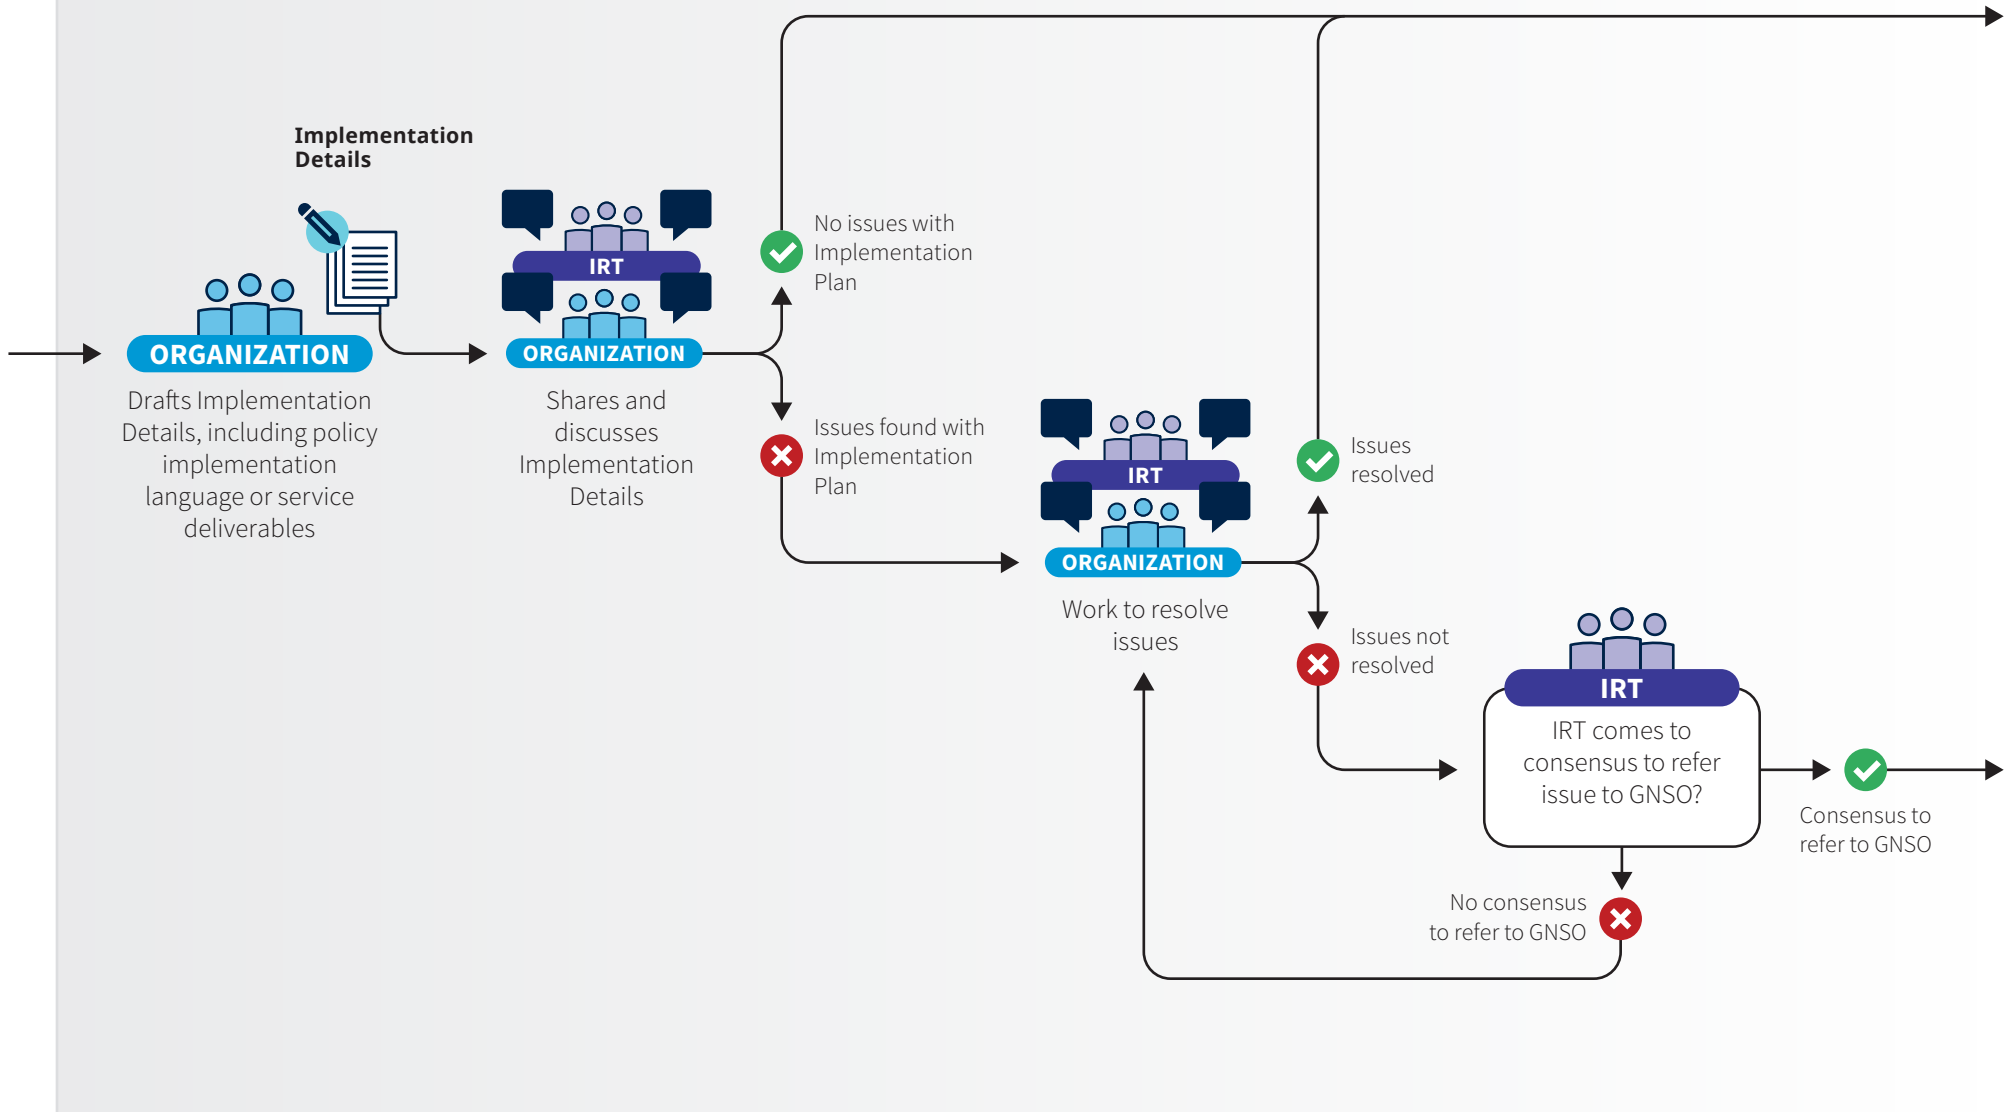 Implementation
Details
ORGANIZATION
Drafts Implementation
Details, including policy
implementation
language or service
deliverables
IRT
ORGANIZATION
Shares and
discusses
Implementation
Details
No issues with
Implementation
Plan
Issues found with
Implementation
Plan
IRT
ORGANIZATION
Work to resolve
issues
Issues
resolved
Issues not
resolved
IRT
IRT comes to
consensus to refer
issue to GNSO?
Consensus to
refer to GNSO
No consensus
to refer to GNSO